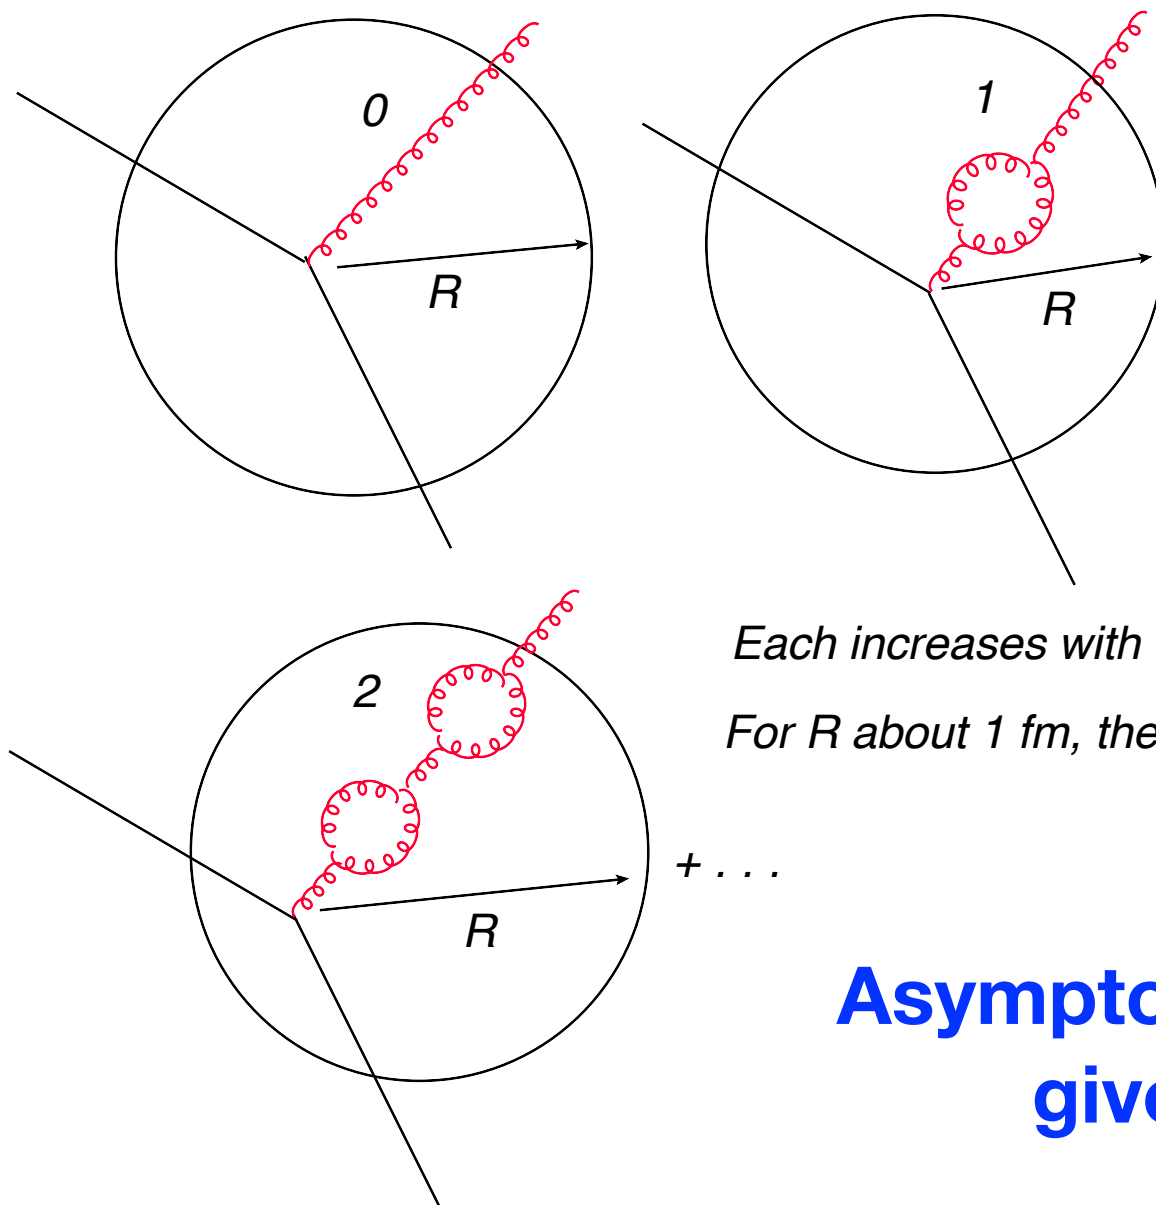 0
R
1
R
2
R
Each increases with
For R about 1 fm, the
+ . . .
Asympto
give